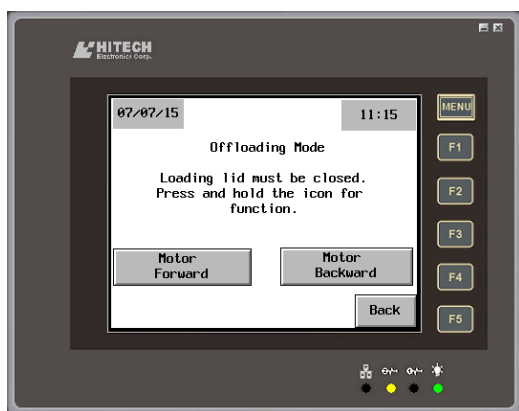 HITECH
Electronics Corp.
07/07/15
11:15
MENU
Offloading Mode
F1
Loading lid must be closed.
Press and hold the icon for
function.
F2
F3
Motor
Forward
Motor
Backward
F4
Back
F5